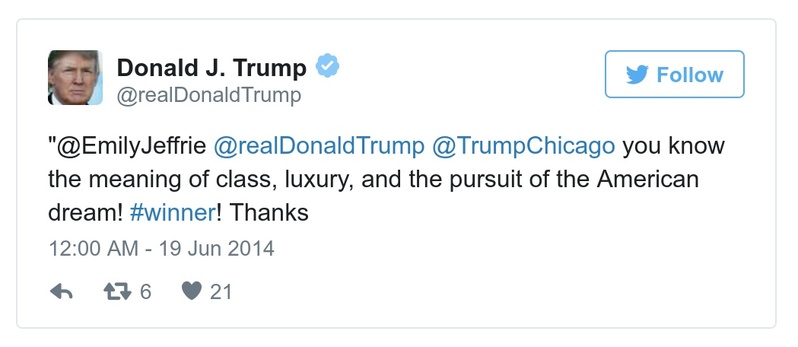 Donald J. Trump
@realDonaldTrump
Follow
"@EmilyJeffrie @realDonaldTrump @TrumpChicago you know
the meaning of class, luxury, and the pursuit of the American
dream! #winner! Thanks
12:00 AM - 19 Jun 2014
6 21